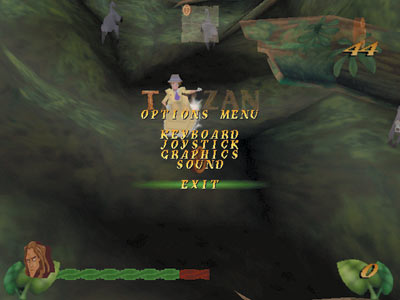 44
TARZAN
OPTIONS MENU
KEYBOARD
JOYSTICK
GRAPHICS
SOUND
EXIT
0